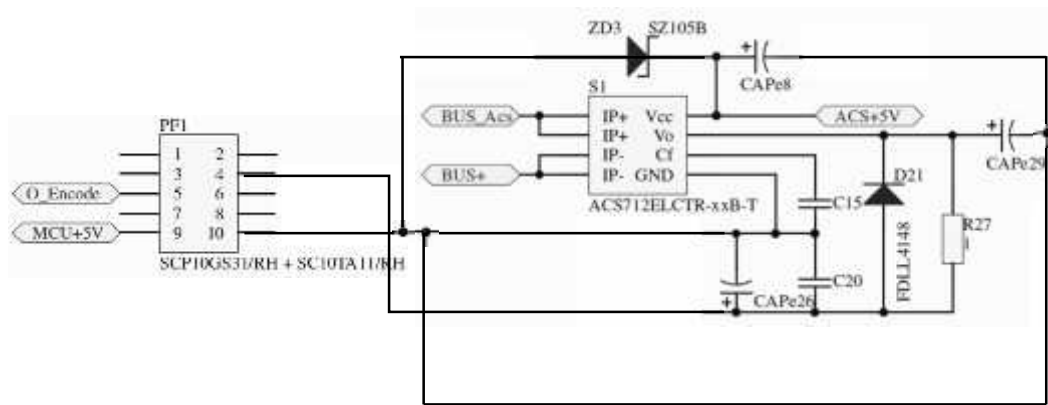 ZD3 SZ105B
CAPe8
S1
BUS_Acs IP+ Vcc ACS+5V
IP+ Vo
IP- Cf
BUS+ IP- GND
CAPe29
ACS712ELCTR-xxB-T
PF1
1 2
3 4
O_Encode 5 6
7 8
MCU+5V 9 10
SCP10GS31/RH + SC10TA11/RH
D21
C15
FDLL4148
R27
1
C20
CAPe26